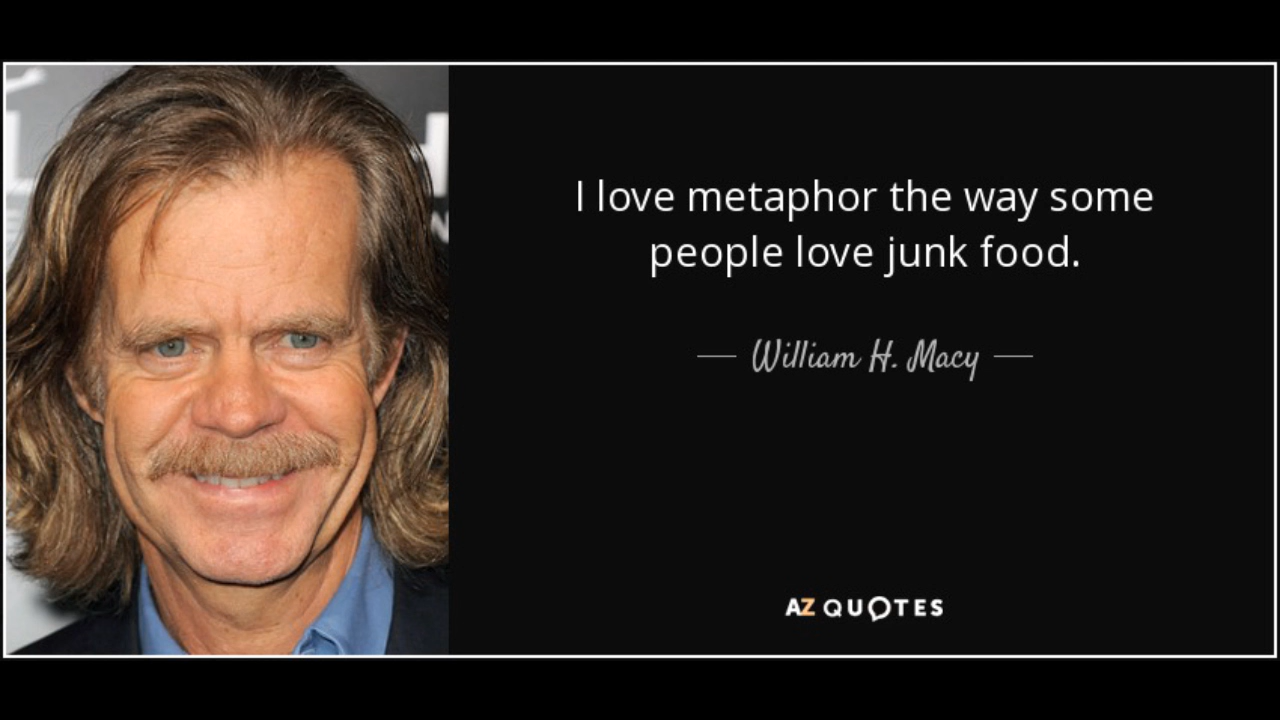 I love metaphor the way some
people love junk food.
William H. Macy
AZ QUOTES